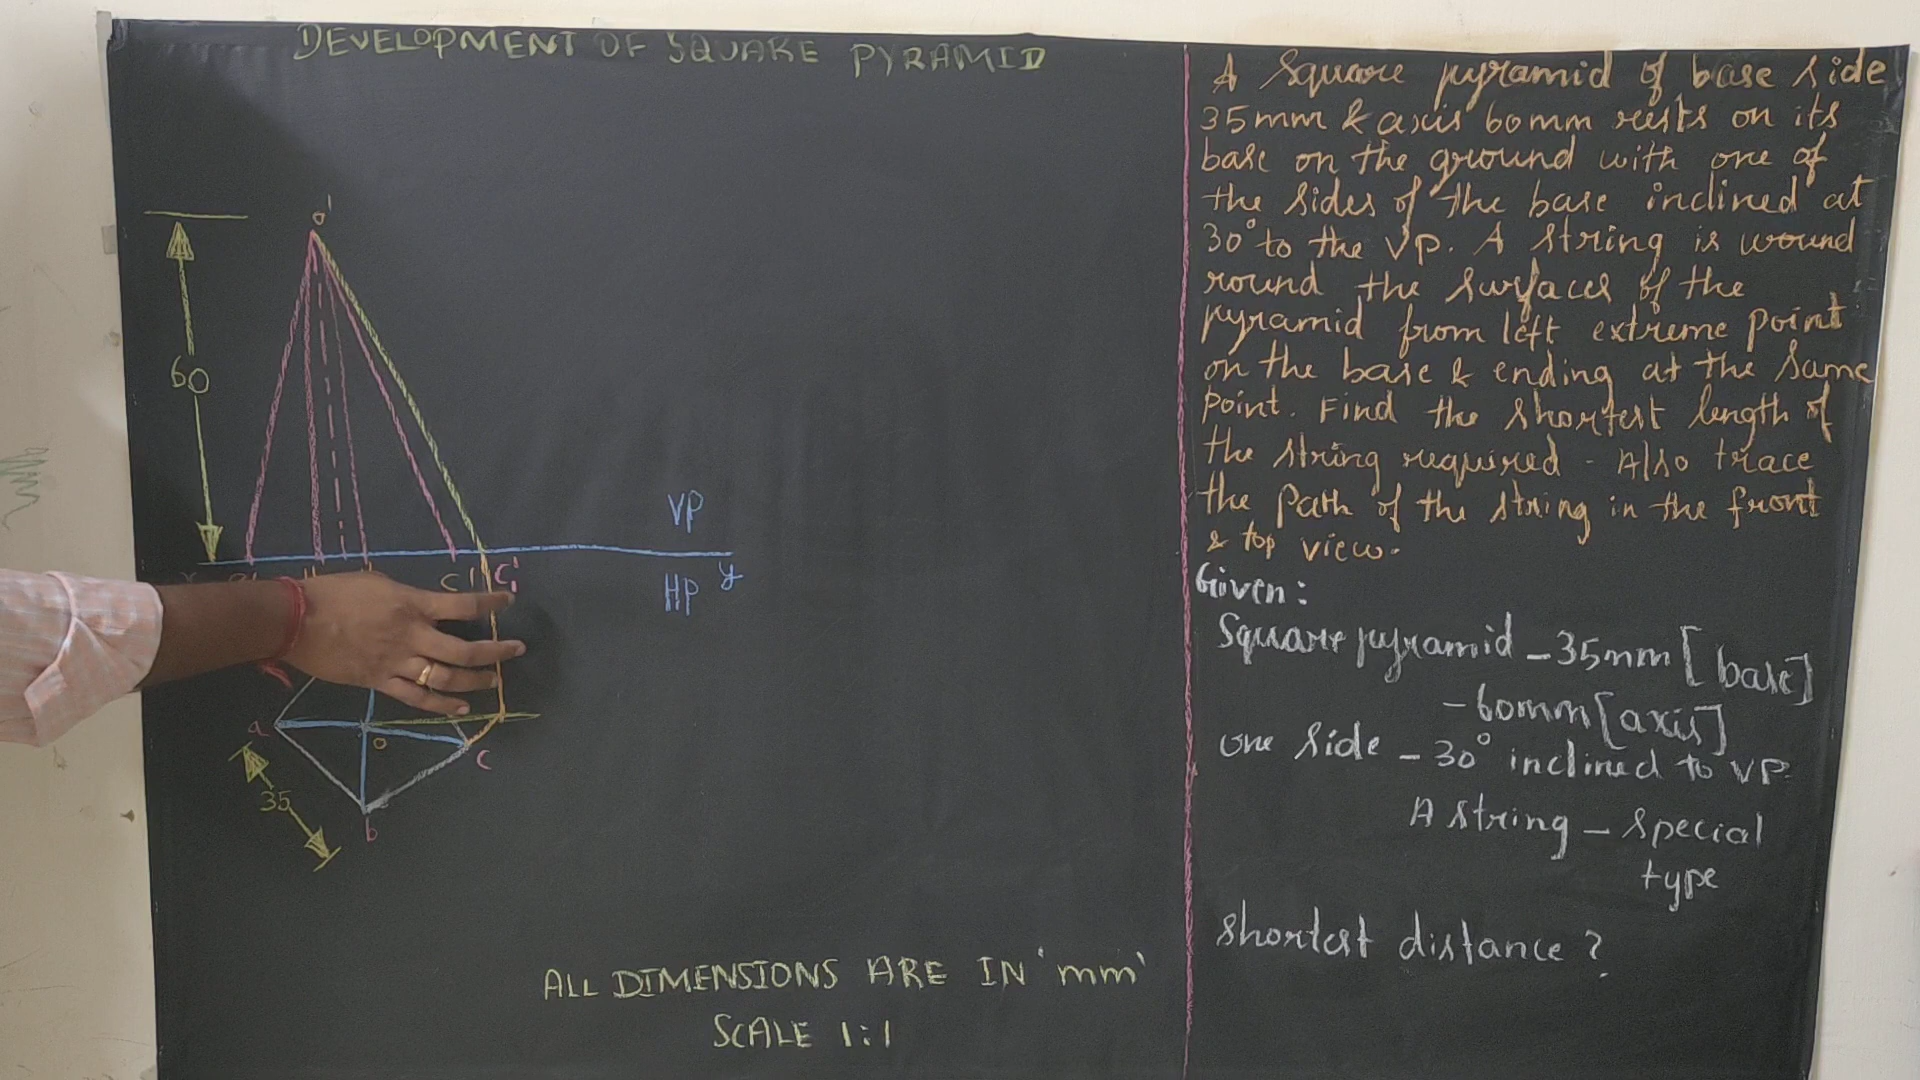 DEVELOPMENT OF SQUARE PYRAMID
o'
60
VP
c' c₁'
HP y
a
o
c
35
b
ALL DIMENSIONS ARE IN 'mm'
SCALE 1:1
A Square pyramid of base side
35mm & axis 60mm rests on its
base on the ground with one of
the sides of the base inclined at
30° to the VP. A string is wound
round the surfaces of the
pyramid from left extreme point
on the base & ending at the same
point. Find the shortest length of
the string required - Also trace
the path of the string in the front
& top view.
Given:
Square pyramid - 35mm [base]
- 60mm [axis]
one side - 30° inclined to VP
A string - special
type
shortest distance ?